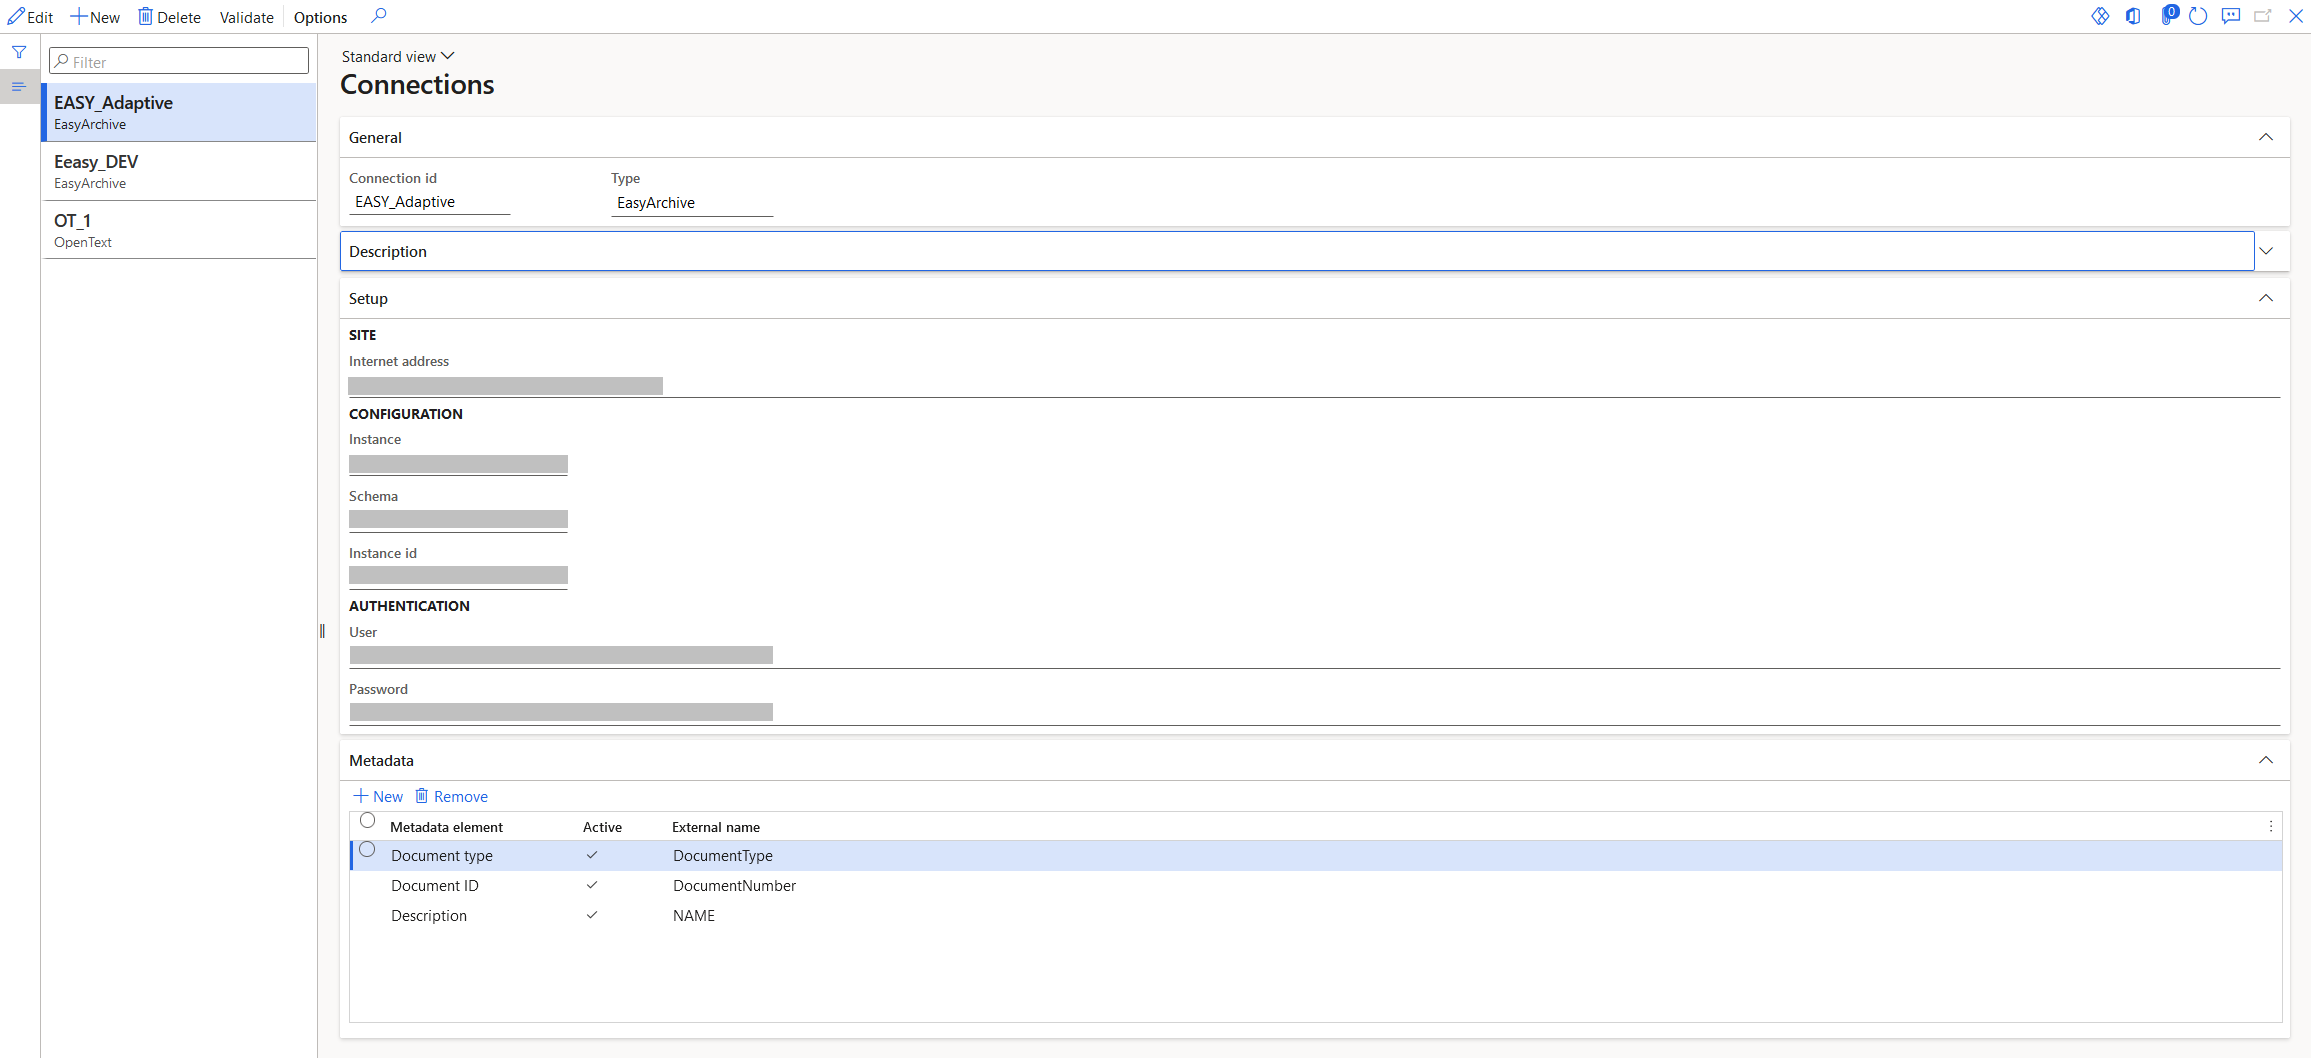 Edit New Delete Validate Options 0
Filter
EASY_Adaptive
EasyArchive
Eeasy_DEV
EasyArchive
OT_1
OpenText
Standard view
Connections
General
Connection id Type
EASY_Adaptive EasyArchive
Description
Setup
SITE
Internet address
CONFIGURATION
Instance
Schema
Instance id
AUTHENTICATION
User
Password
Metadata
New Remove
Metadata element Active External name
Document type DocumentType
Document ID DocumentNumber
Description NAME